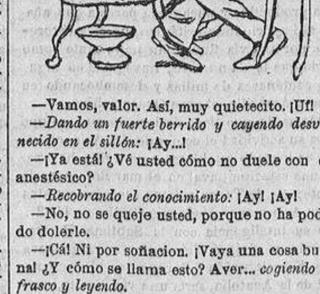 —Vamos, valor. Así, muy quietecito. ¡Uf!
—Dando un fuerte berrido y cayendo desv
necido en el sillón: ¡Ay...!
—¡Ya está! ¿Vé usted cómo no duele con
anestésico?
—Recobrando el conocimiento: ¡Ay! ¡Ay!
—No, no se queje usted, porque no ha pod
do dolerle.
—¡Cá! Ni por soñacion. ¡Vaya una cosa bu
na! ¿Y cómo se llama esto? Aver... cogiendo
frasco y leyendo.